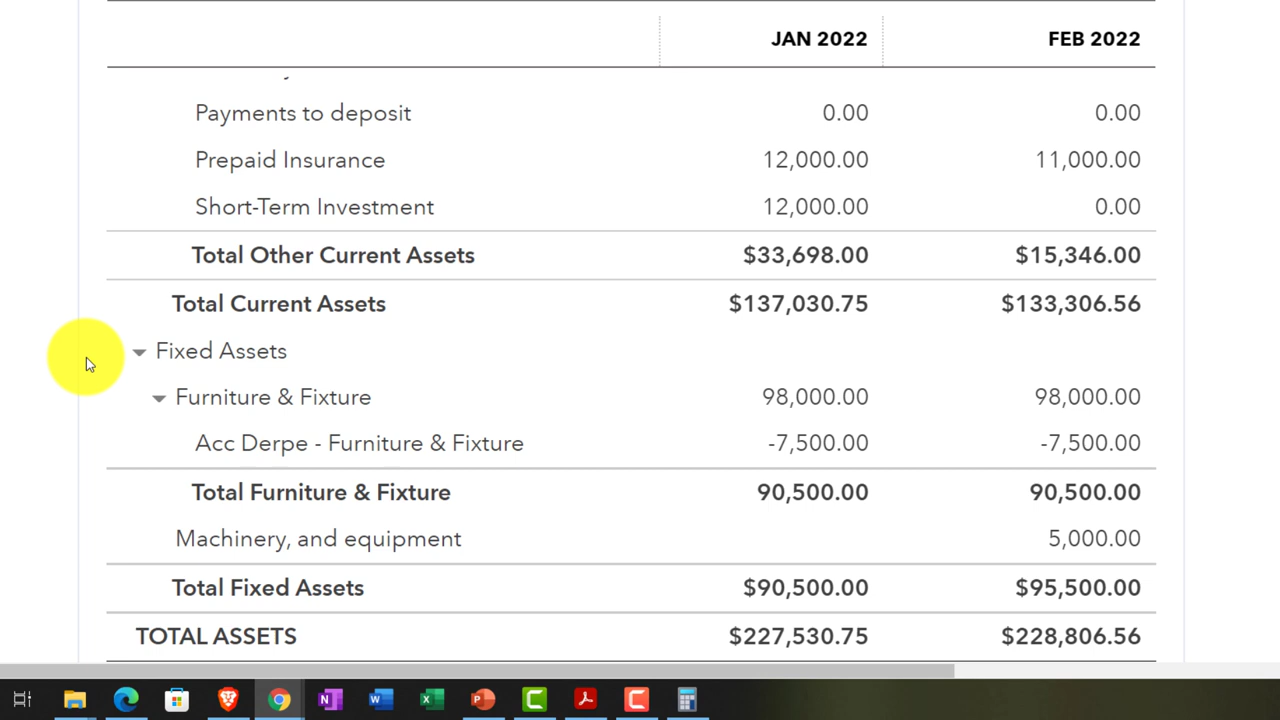 JAN 2022 FEB 2022
Payments to deposit 0.00 0.00
Prepaid Insurance 12,000.00 11,000.00
Short-Term Investment 12,000.00 0.00
Total Other Current Assets $33,698.00 $15,346.00
Total Current Assets $137,030.75 $133,306.56
Fixed Assets
Furniture & Fixture 98,000.00 98,000.00
Acc Derpe - Furniture & Fixture -7,500.00 -7,500.00
Total Furniture & Fixture 90,500.00 90,500.00
Machinery, and equipment 5,000.00
Total Fixed Assets $90,500.00 $95,500.00
TOTAL ASSETS $227,530.75 $228,806.56